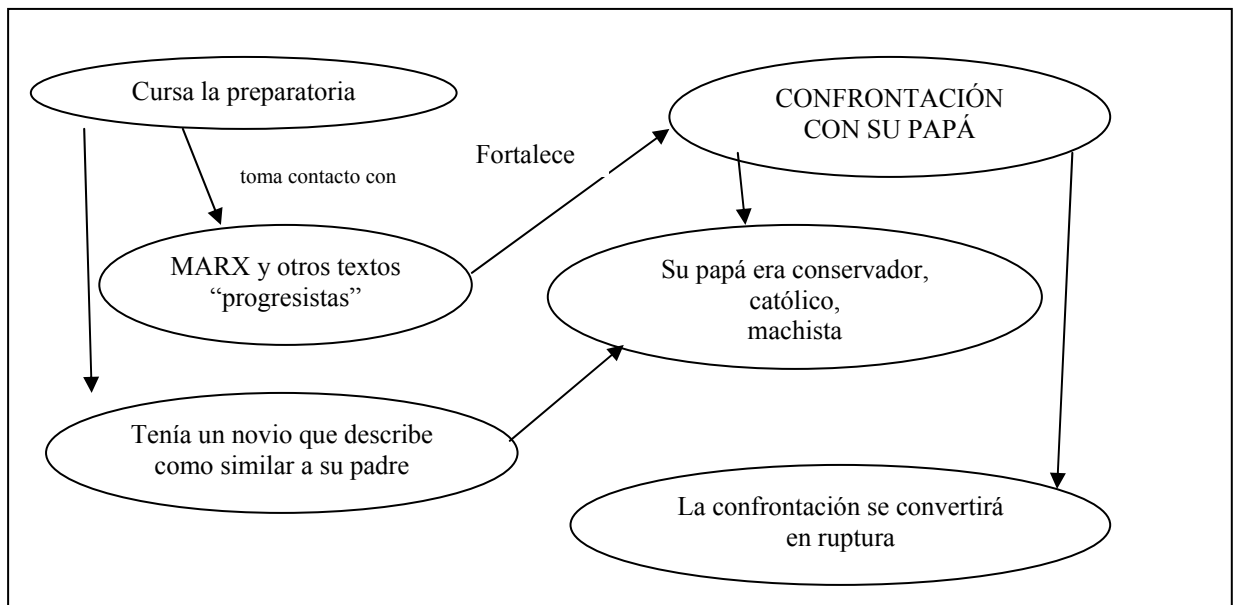 Cursa la preparatoria
CONFRONTACIÓN
CON SU PAPÁ
Fortalece
toma contacto con
MARX y otros textos
“progresistas”
Su papá era conservador,
católico,
machista
Tenía un novio que describe
como similar a su padre
La confrontación se convertirá
en ruptura